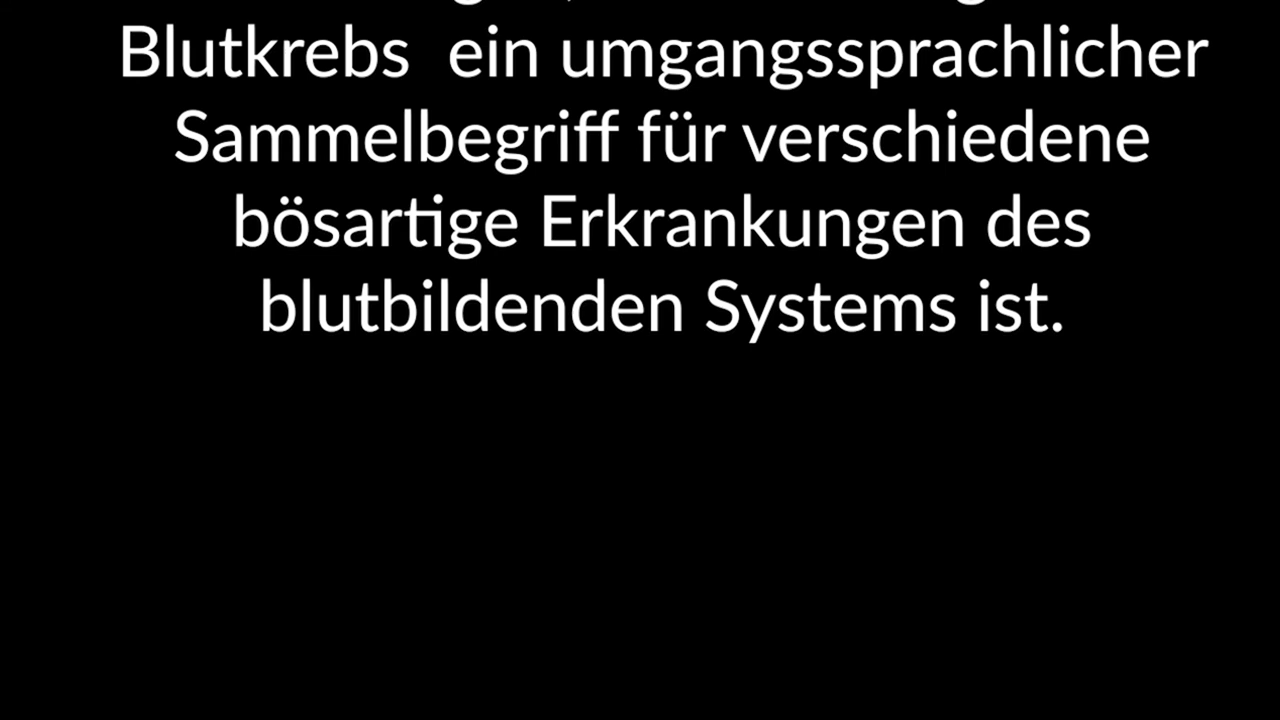 Blutkrebs  ein umgangssprachlicher
Sammelbegriff für verschiedene
bösartige Erkrankungen des
blutbildenden Systems ist.